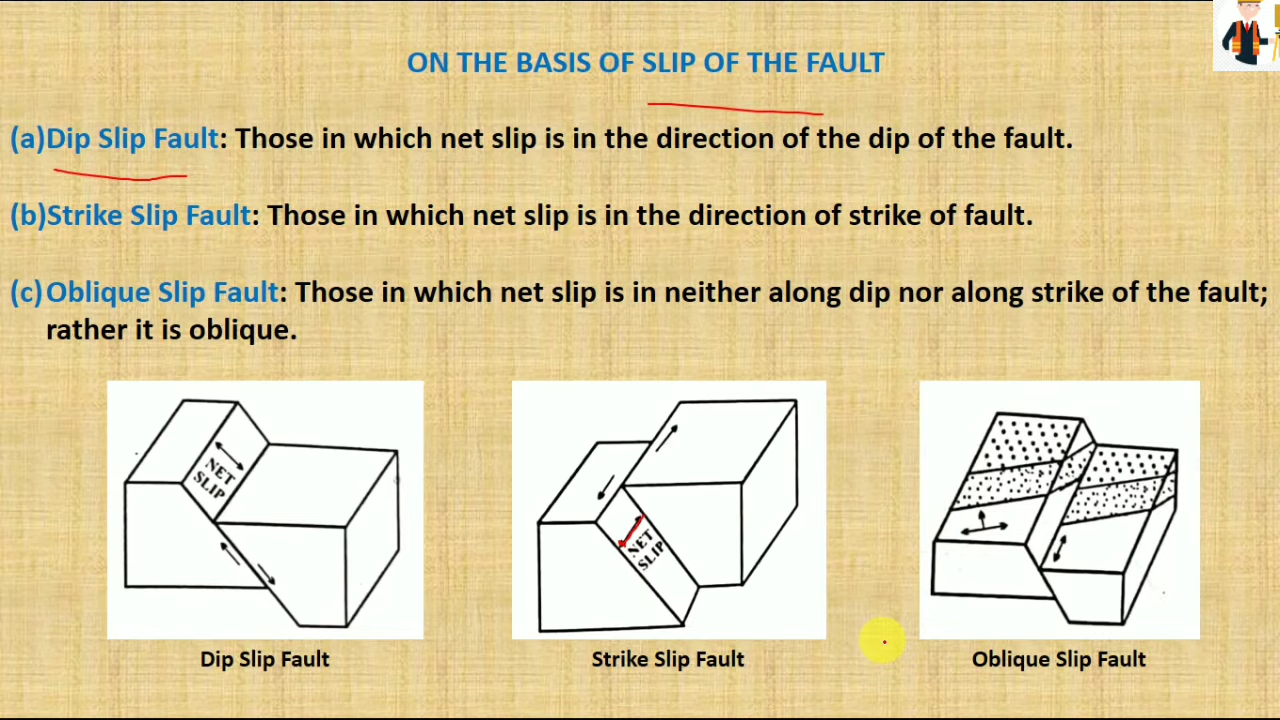 ON THE BASIS OF SLIP OF THE FAULT
(a)Dip Slip Fault: Those in which net slip is in the direction of the dip of the fault.
(b)Strike Slip Fault: Those in which net slip is in the direction of strike of fault.
(c)Oblique Slip Fault: Those in which net slip is in neither along dip nor along strike of the fault;
rather it is oblique.
NET
SLIP
NET
SLIP
Dip Slip Fault
Strike Slip Fault
Oblique Slip Fault